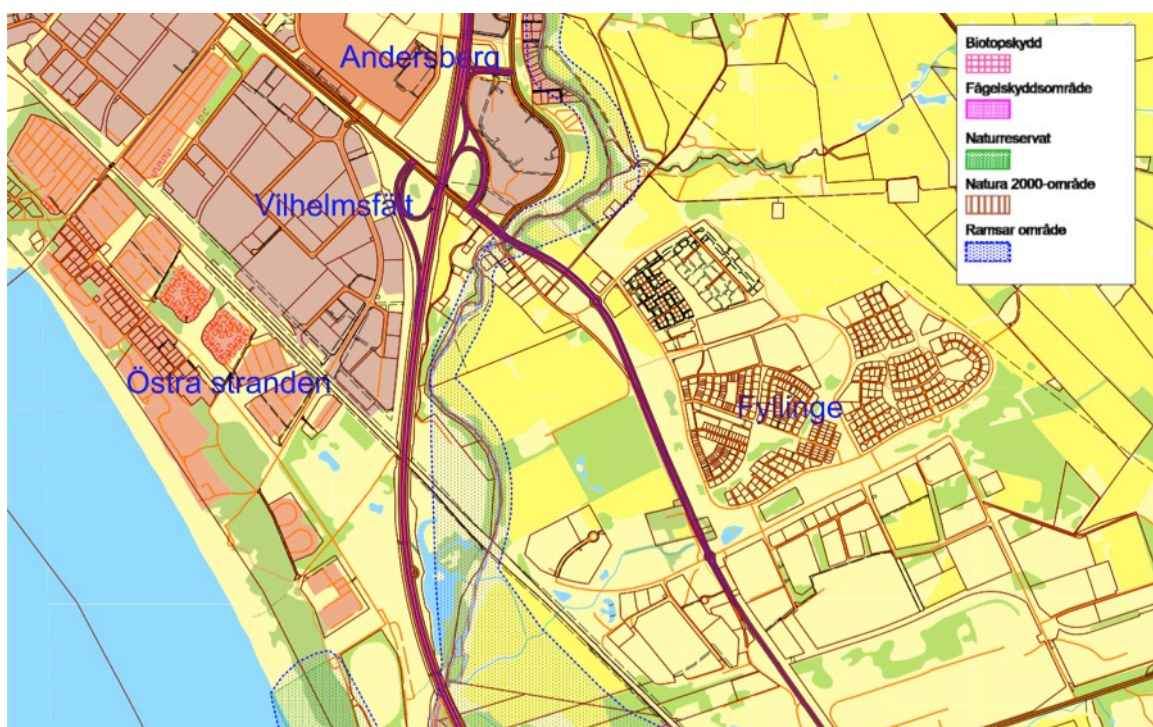 Andersberg
Vilhelmsfält
Östra stranden
Fyllinge
Biotopskydd
Fågelskyddsområde
Naturreservat
Natura 2000-område
Ramsar område